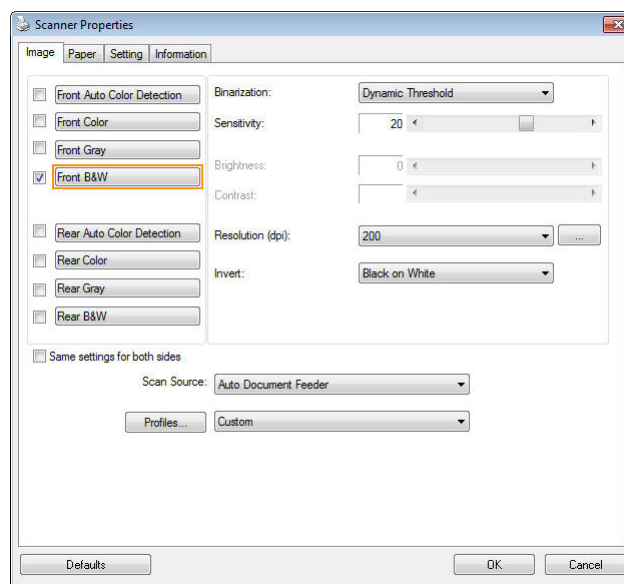 Scanner Properties
Image Paper Setting Information
Front Auto Color Detection
Front Color
Front Gray
Front B&W
Rear Auto Color Detection
Rear Color
Rear Gray
Rear B&W
Binarization: Dynamic Threshold
Sensitivity: 20
Brightness: 0
Contrast:
Resolution (dpi): 200 ...
Invert: Black on White
Same settings for both sides
Scan Source: Auto Document Feeder
Profiles... Custom
Defaults OK Cancel